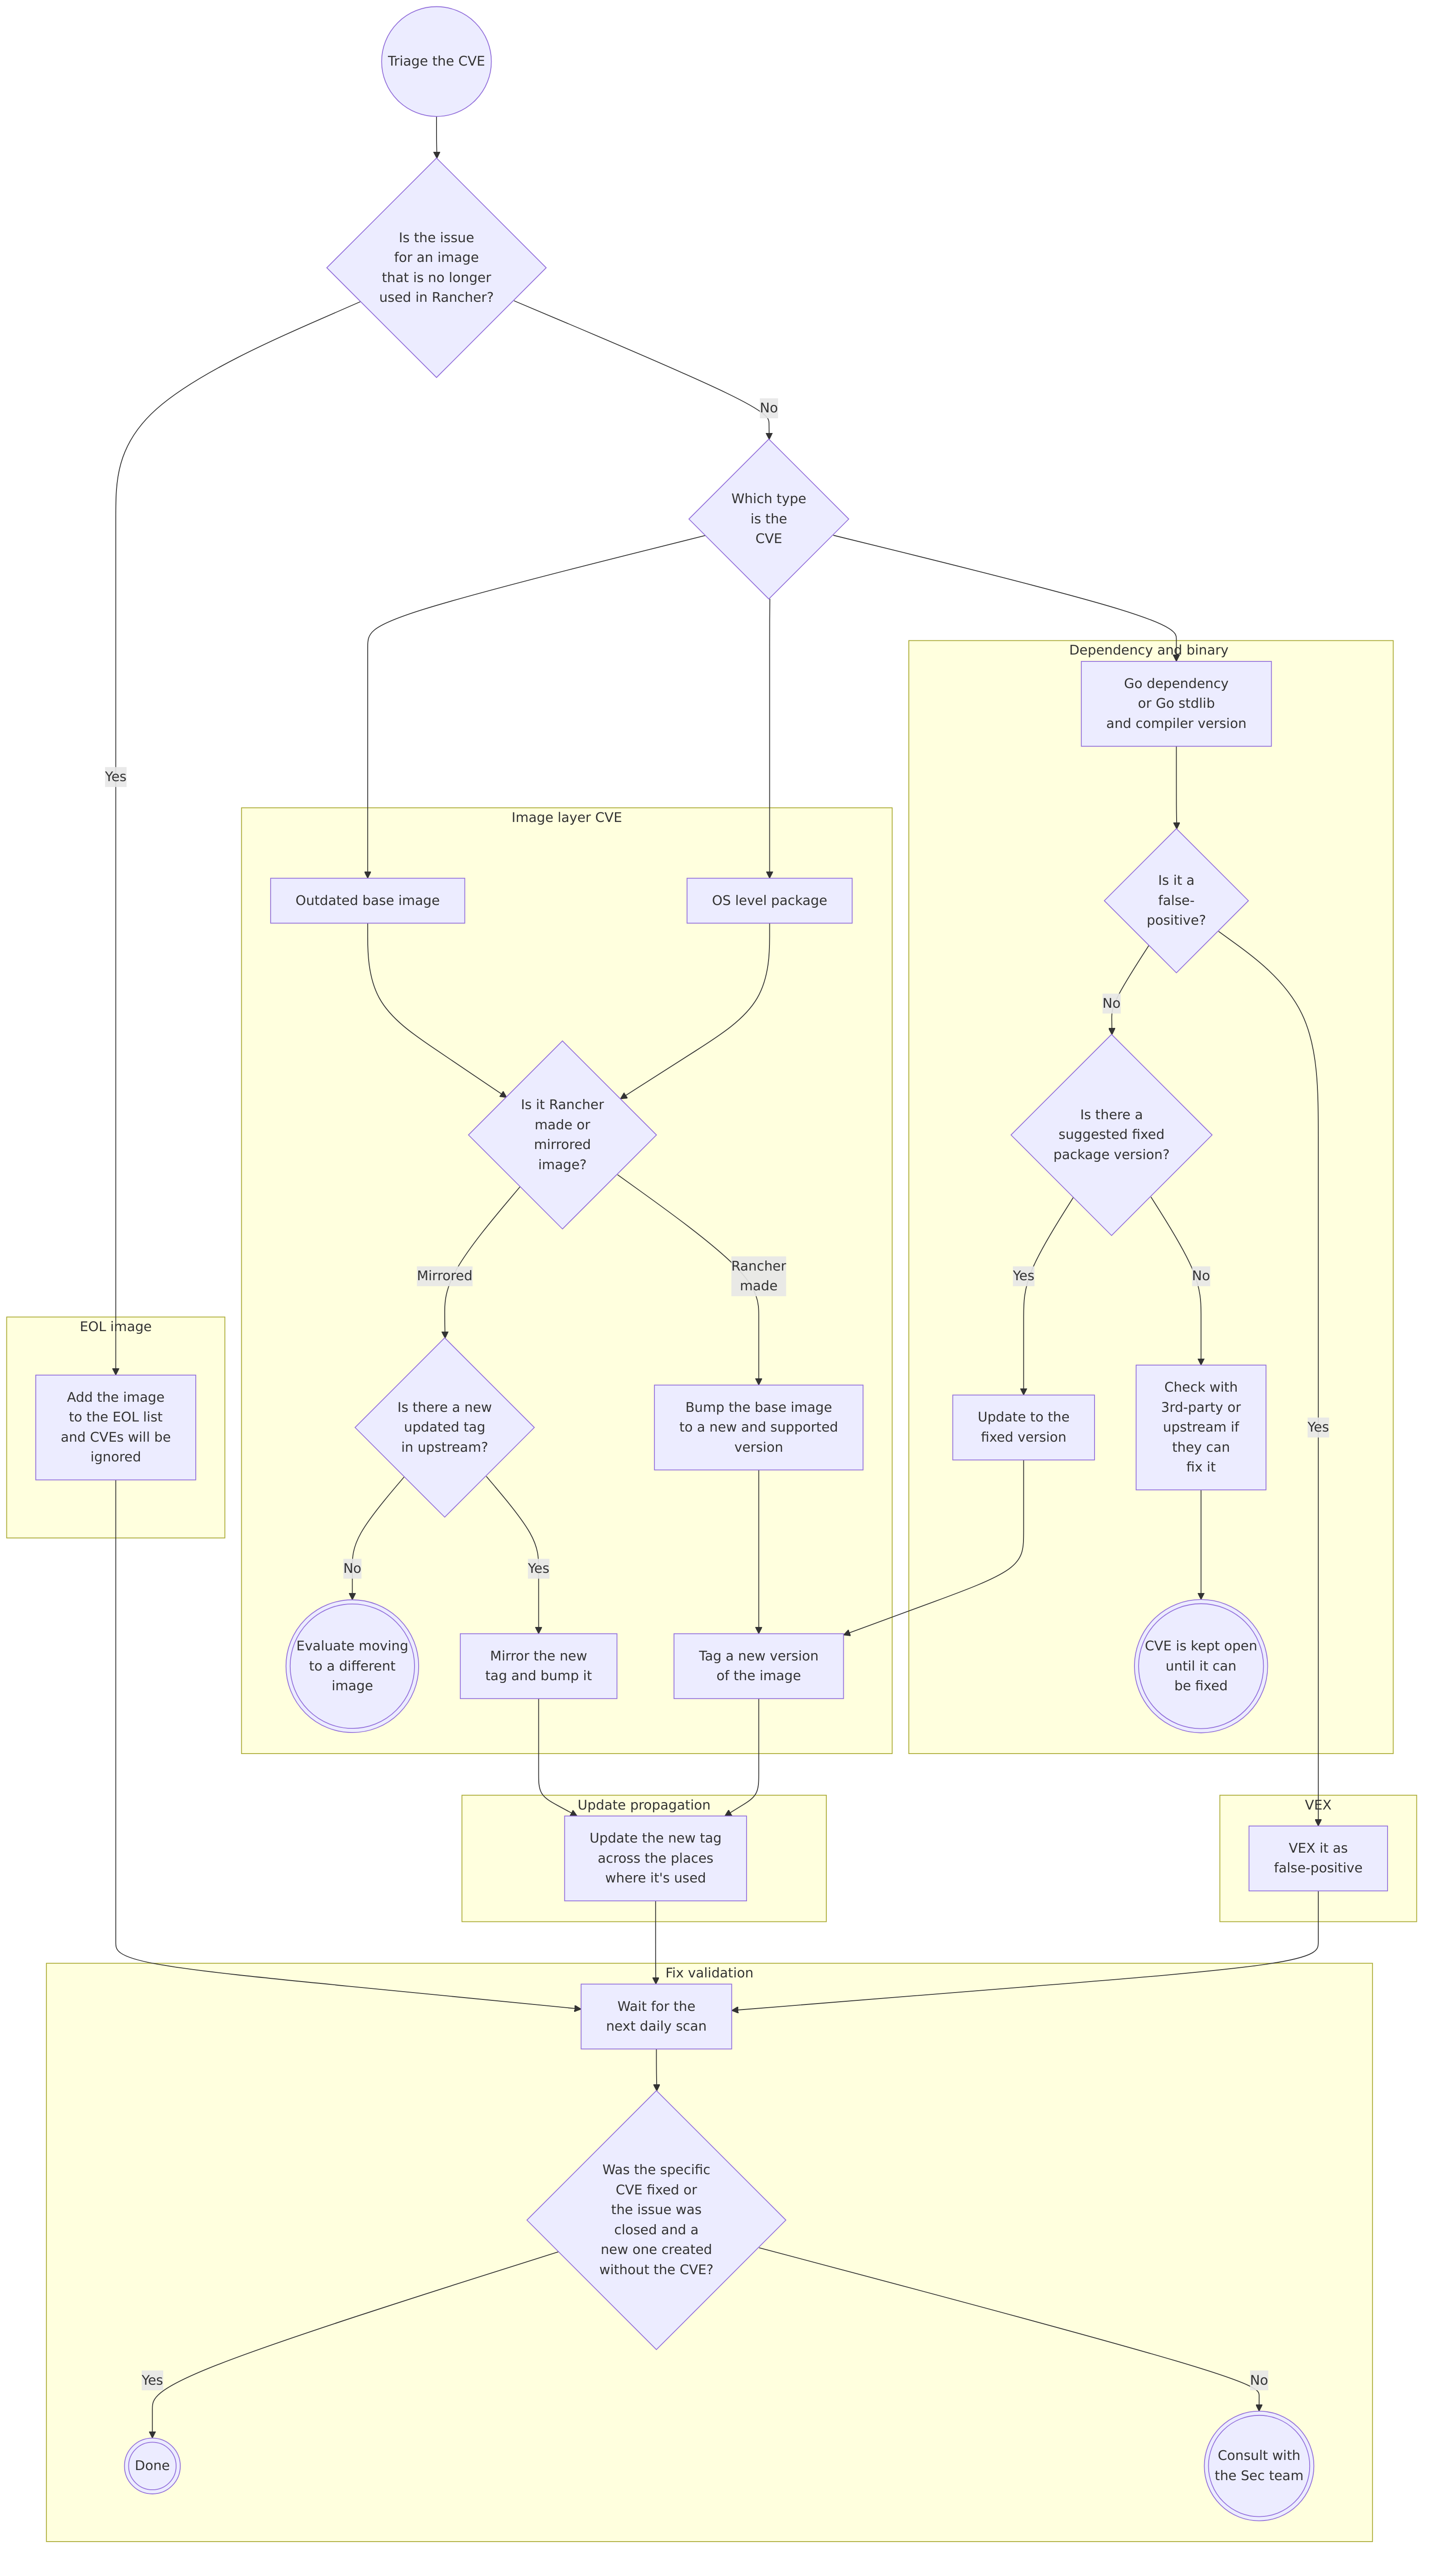 Triage the CVE
Is the issue
for an image
that is no longer
used in Rancher?
No
Which type
is the
CVE
Dependency and binary
Go dependency
or Go stdlib
and compiler version
Yes
Image layer CVE
Outdated base image
OS level package
Is it a
false-
positive?
No
Is it Rancher
made or
mirrored
image?
Is there a
suggested fixed
package version?
Mirrored
Rancher
made
Yes
No
EOL image
Add the image
to the EOL list
and CVEs will be
ignored
Is there a new
updated tag
in upstream?
Bump the base image
to a new and supported
version
Update to the
fixed version
Check with
3rd-party or
upstream if
they can
fix it
Yes
No
Yes
Evaluate moving
to a different
image
Mirror the new
tag and bump it
Tag a new version
of the image
CVE is kept open
until it can
be fixed
Update propagation
Update the new tag
across the places
where it's used
VEX
VEX it as
false-positive
Fix validation
Wait for the
next daily scan
Was the specific
CVE fixed or
the issue was
closed and a
new one created
without the CVE?
Yes
No
Done
Consult with
the Sec team